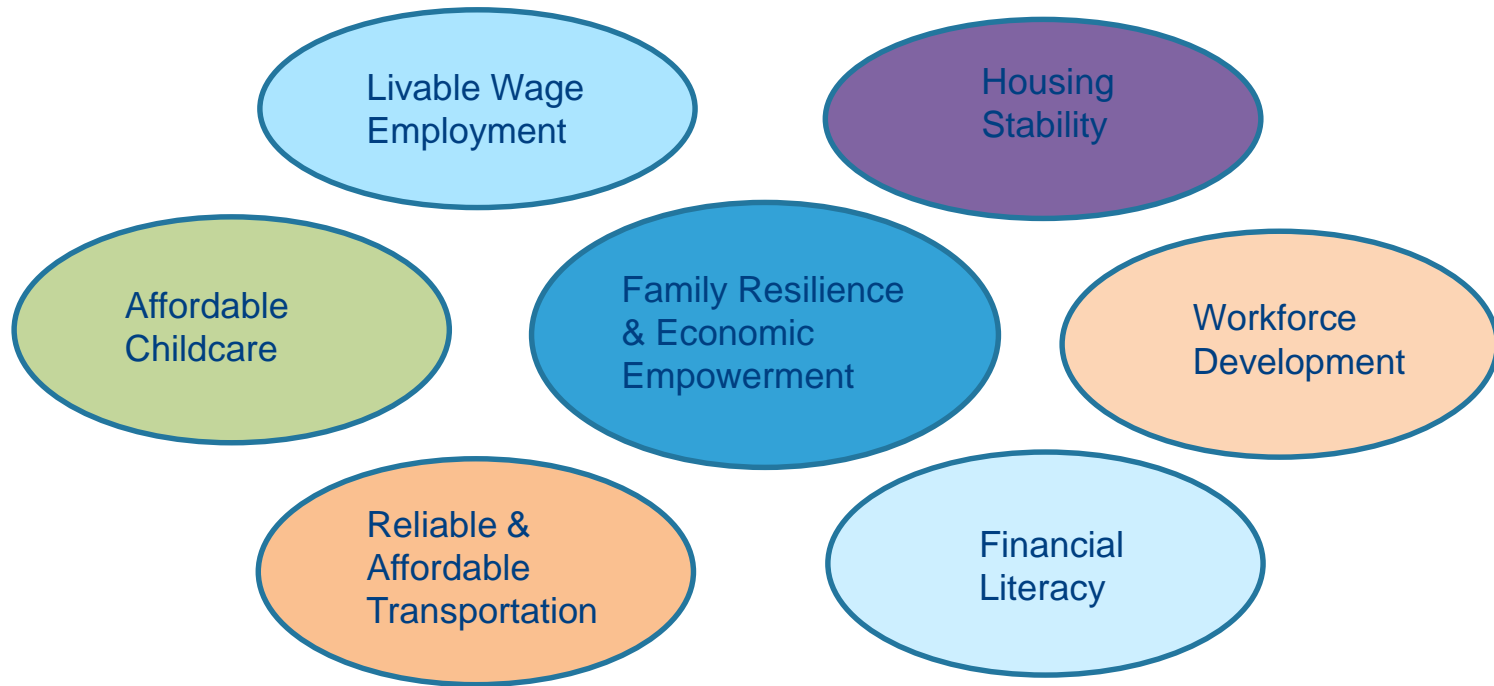 Livable Wage
Employment
Housing
Stability
Affordable
Childcare
Family Resilience
& Economic
Empowerment
Workforce
Development
Reliable &
Affordable
Transportation
Financial
Literacy